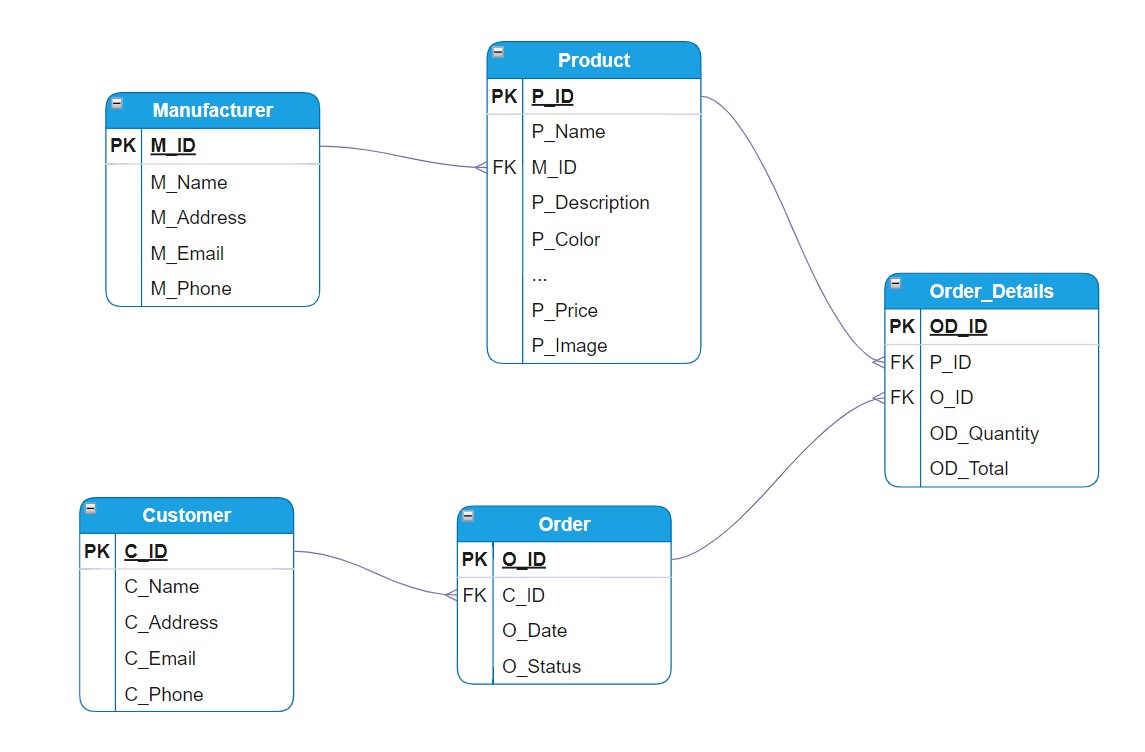 Manufacturer
PK M_ID
M_Name
M_Address
M_Email
M_Phone
Product
PK P_ID
P_Name
FK M_ID
P_Description
P_Color
...
P_Price
P_Image
Order_Details
PK OD_ID
FK P_ID
FK O_ID
OD_Quantity
OD_Total
Customer
PK C_ID
C_Name
C_Address
C_Email
C_Phone
Order
PK O_ID
FK C_ID
O_Date
O_Status